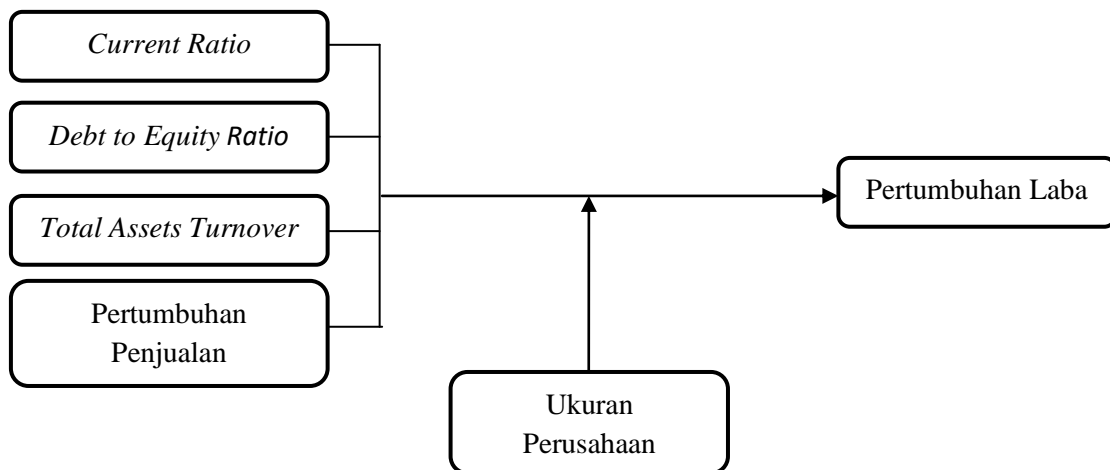 Current Ratio
Debt to Equity Ratio
Total Assets Turnover
Pertumbuhan
Penjualan
Pertumbuhan Laba
Ukuran
Perusahaan